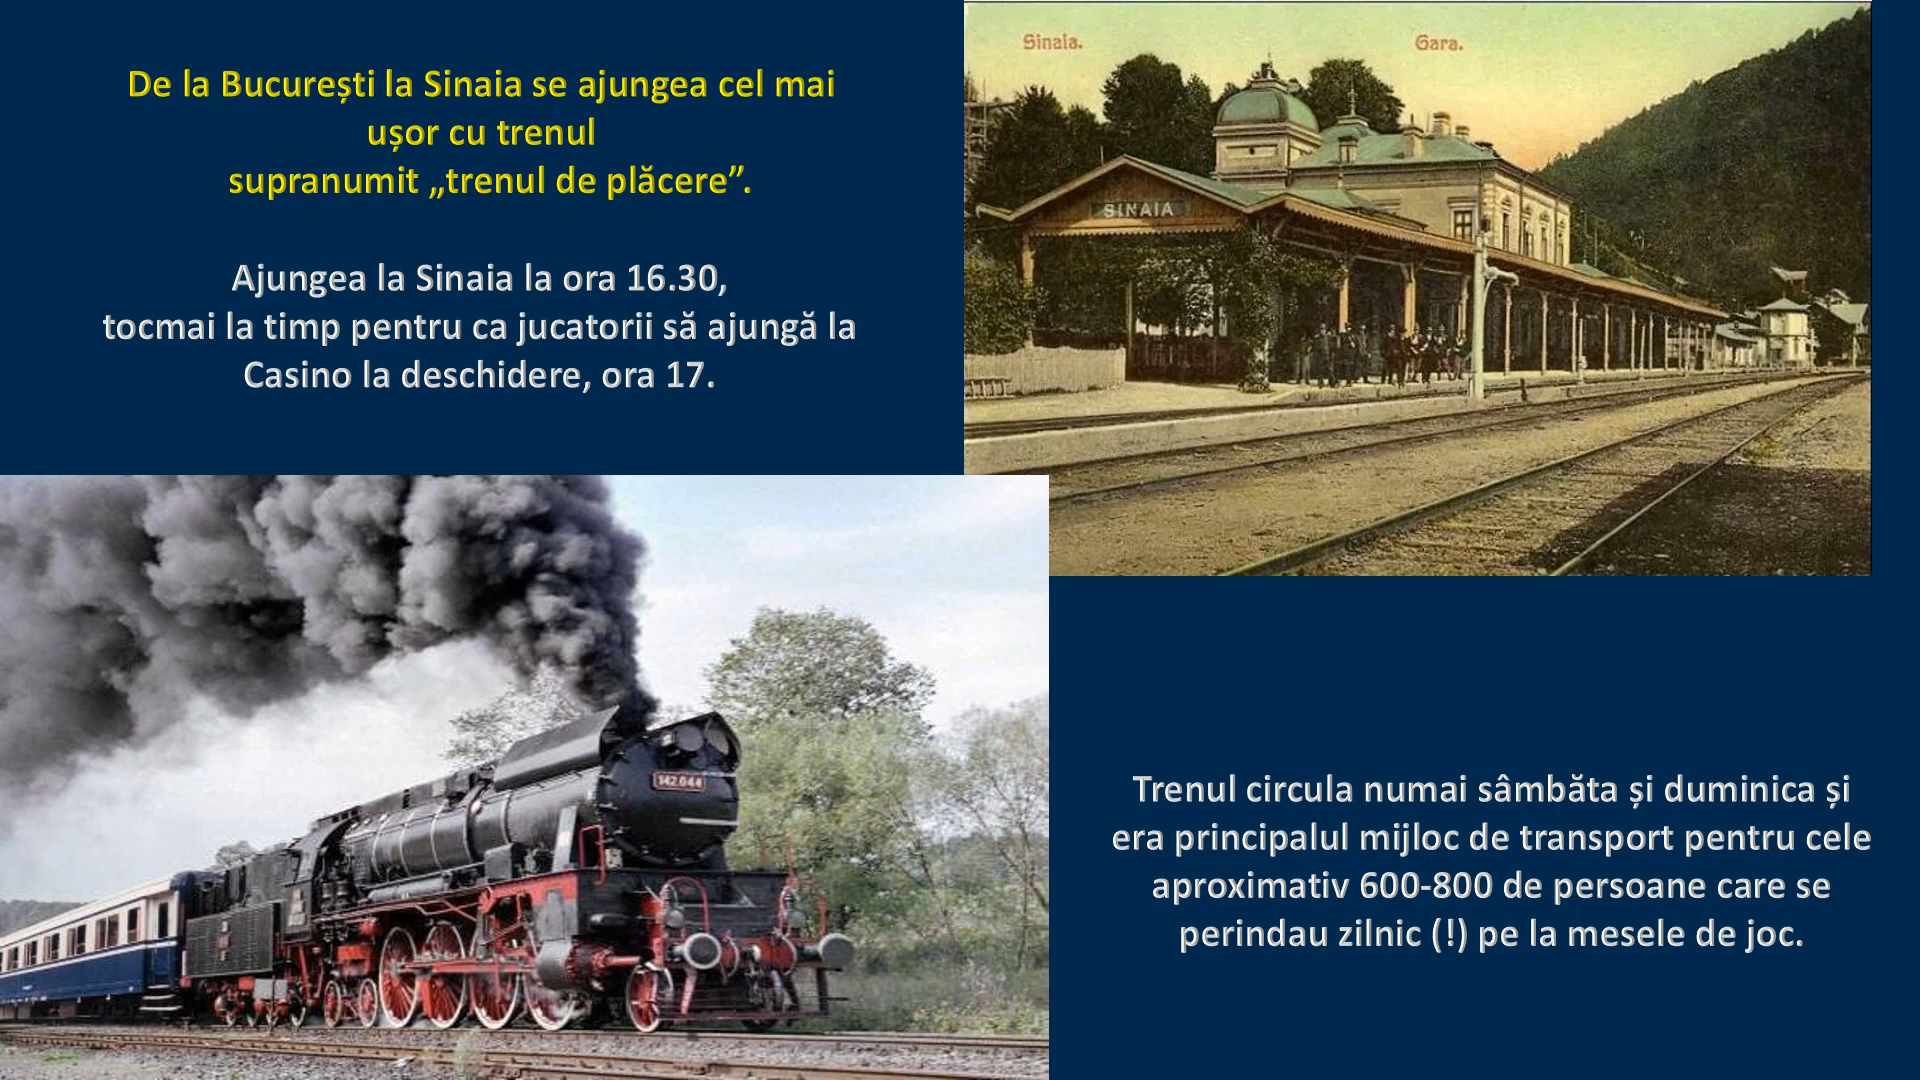 De la București la Sinaia se ajungea cel mai
ușor cu trenul
supranumit „trenul de plăcere”.
Ajungea la Sinaia la ora 16.30,
tocmai la timp pentru ca jucatorii să ajungă la
Casino la deschidere, ora 17.
Sinaia.
Gara.
SINAIA
142.044
Trenul circula numai sâmbăta și duminica și
era principalul mijloc de transport pentru cele
aproximativ 600-800 de persoane care se
perindau zilnic (!) pe la mesele de joc.